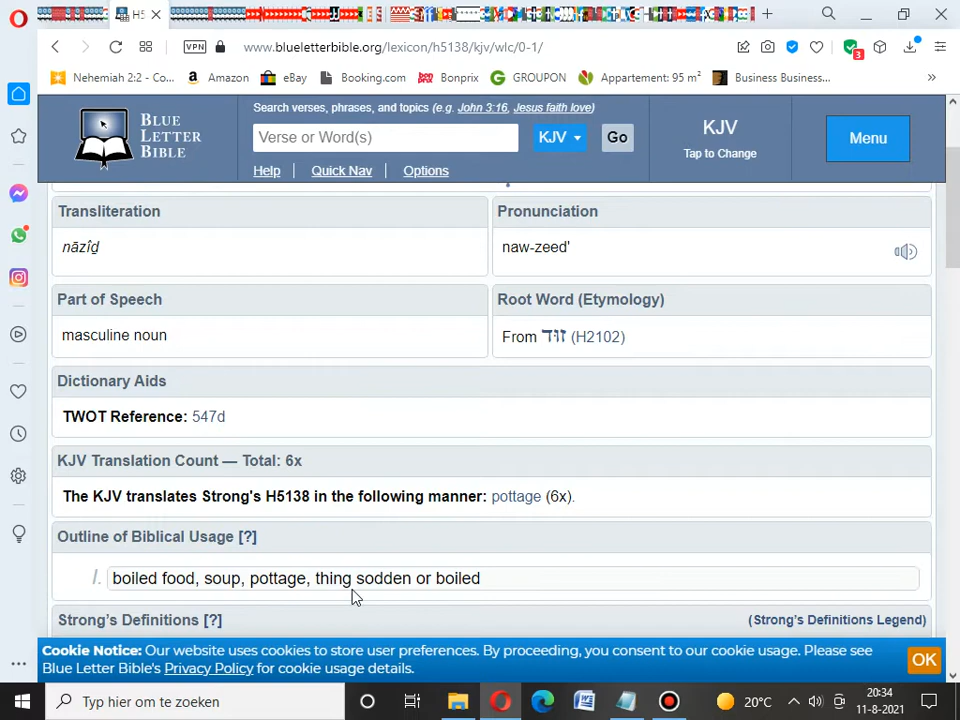 H5
VPN www.blueletterbible.org/lexicon/h5138/kjv/wlc/0-1/
3
Nehemiah 2:2 - Co... Amazon eBay Booking.com Bonprix GROUPON Appartement: 95 m² Business Business... »
BLUE LETTER BIBLE
Search verses, phrases, and topics (e.g. John 3:16, Jesus faith love)
Verse or Word(s) KJV Go
Help Quick Nav Options
KJV
Tap to Change
Menu
Transliteration
nāzîḏ
Pronunciation
naw-zeed'
Part of Speech
masculine noun
Root Word (Etymology)
From זוּד (H2102)
Dictionary Aids
TWOT Reference: 547d
KJV Translation Count — Total: 6x
The KJV translates Strong's H5138 in the following manner: pottage (6x).
Outline of Biblical Usage [?]
I. boiled food, soup, pottage, thing sodden or boiled
Strong's Definitions [?] (Strong's Definitions Legend)
Cookie Notice: Our website uses cookies to store user preferences. By proceeding, you consent to our cookie usage. Please see
Blue Letter Bible's Privacy Policy for cookie usage details.
OK
Typ hier om te zoeken
20°C
20:34
11-8-2021